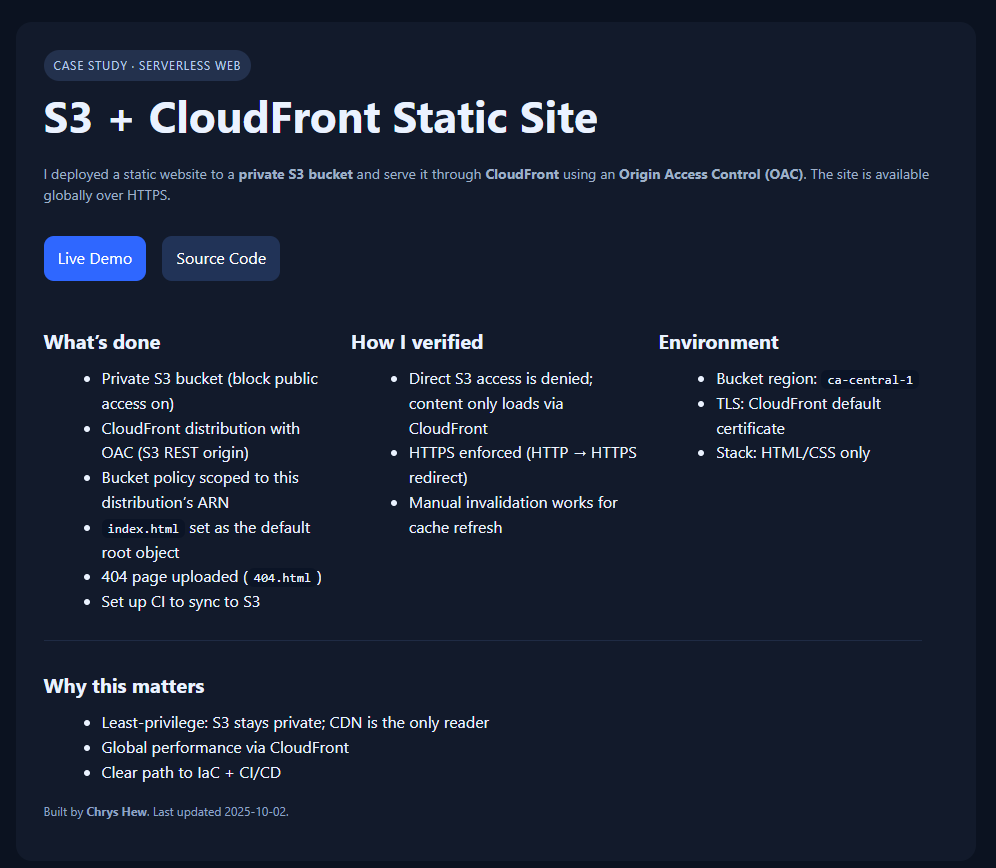 CASE STUDY · SERVERLESS WEB
S3 + CloudFront Static Site
I deployed a static website to a private S3 bucket and serve it through CloudFront using an Origin Access Control (OAC). The site is available
globally over HTTPS.
Live Demo
Source Code
What’s done
Private S3 bucket (block public
access on)
CloudFront distribution with
OAC (S3 REST origin)
Bucket policy scoped to this
distribution’s ARN
index.html set as the default
root object
404 page uploaded ( 404.html )
Set up CI to sync to S3
How I verified
Direct S3 access is denied;
content only loads via
CloudFront
HTTPS enforced (HTTP → HTTPS
redirect)
Manual invalidation works for
cache refresh
Environment
Bucket region: ca-central-1
TLS: CloudFront default
certificate
Stack: HTML/CSS only
Why this matters
Least-privilege: S3 stays private; CDN is the only reader
Global performance via CloudFront
Clear path to IaC + CI/CD
Built by Chrys Hew. Last updated 2025-10-02.